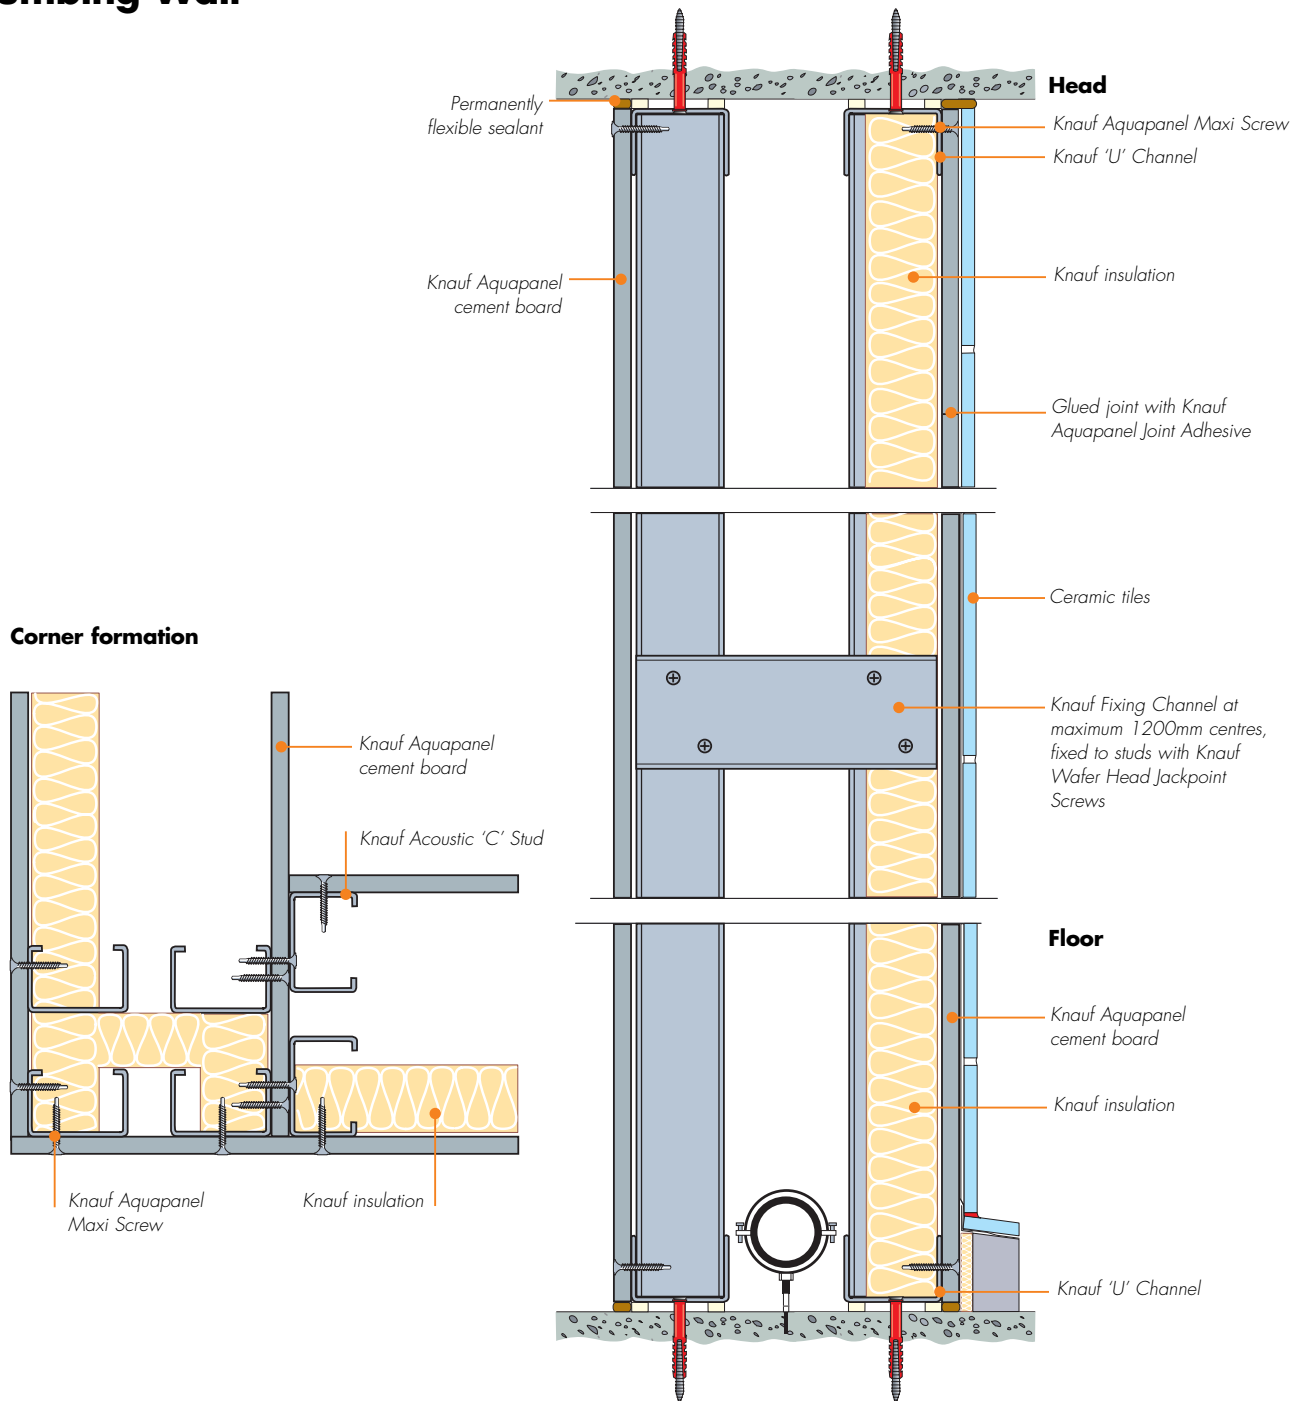 Wall
Head
Permanently
flexible sealant
Knauf Aquapanel Maxi Screw
Knauf ‘U’ Channel
Knauf Aquapanel
cement board
Knauf insulation
Glued joint with Knauf
Aquapanel Joint Adhesive
Ceramic tiles
Knauf Fixing Channel at
maximum 1200mm centres,
fixed to studs with Knauf
Wafer Head Jackpoint
Screws
Corner formation
Knauf Aquapanel
cement board
Knauf Acoustic ‘C’ Stud
Knauf Aquapanel
Maxi Screw
Knauf insulation
Floor
Knauf Aquapanel
cement board
Knauf insulation
Knauf ‘U’ Channel